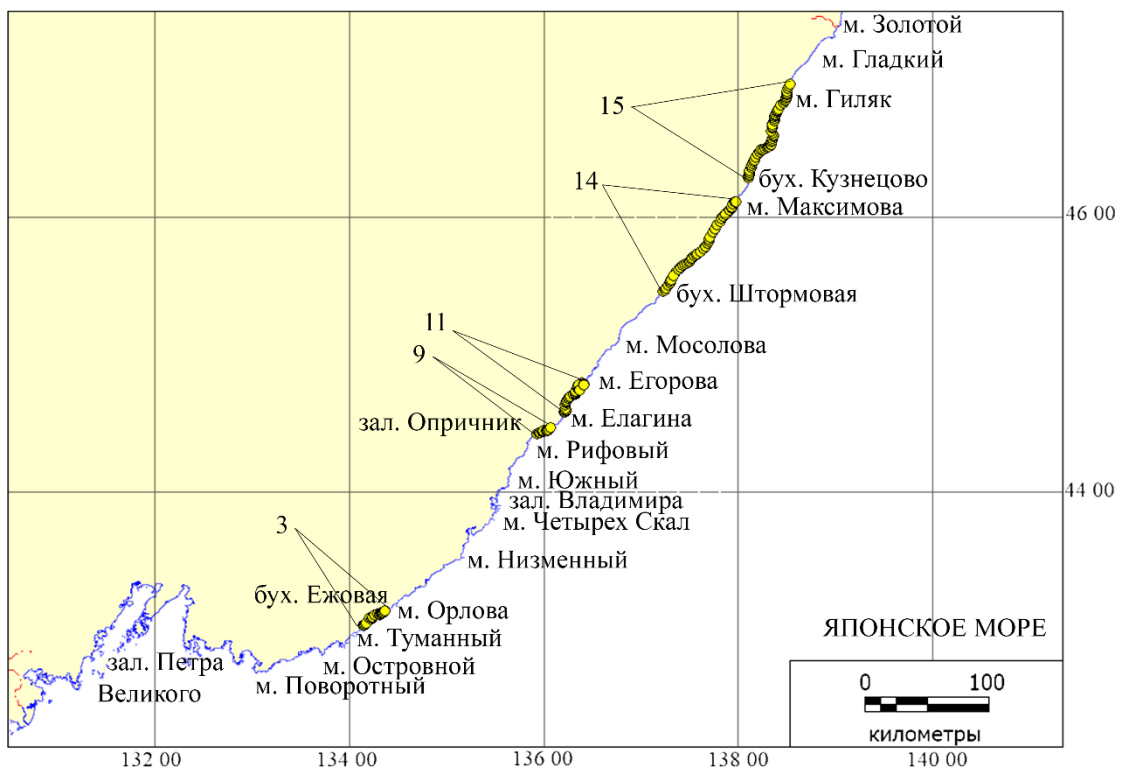 м. Золотой
м. Гладкий
15
м. Гиляк
14
бух. Кузнецово
м. Максимова
46 00
бух. Штормовая
11
м. Мосолова
9
м. Егорова
зал. Опричник
м. Елагина
м. Рифовый
м. Южный
44 00
зал. Владимира
3
м. Четырех Скал
м. Низменный
бух. Ежовая
м. Орлова
ЯПОНСКОЕ МОРЕ
м. Туманный
зал. Петра
Великого
м. Островной
м. Поворотный
0 100
километры
132 00 134 00 136 00 138 00 140 00